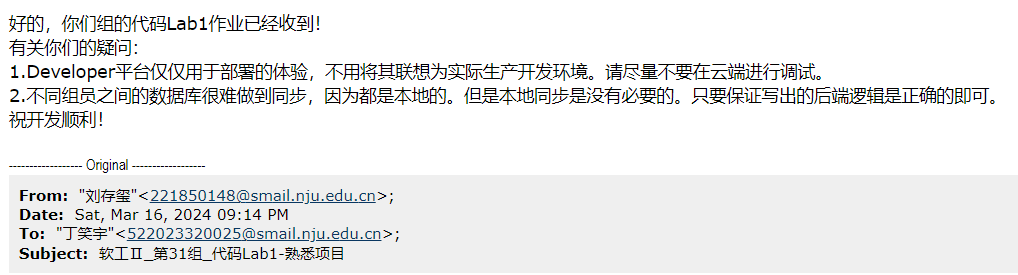 好的，你们组的代码Lab1作业已经收到！
有关你们的疑问：
1.Developer平台仅仅用于部署的体验，不用将其联想为实际生产开发环境。请尽量不要在云端进行调试。
2.不同组员之间的数据库很难做到同步，因为都是本地的。但是本地同步是没有必要的。只要保证写出的后端逻辑是正确的即可。
祝开发顺利！
------------------ Original ------------------
From: "刘存玺"<221850148@smail.nju.edu.cn>;
Date: Sat, Mar 16, 2024 09:14 PM
To: "丁笑宇"<522023320025@smail.nju.edu.cn>;
Subject: 软工Ⅱ_第31组_代码Lab1-熟悉项目